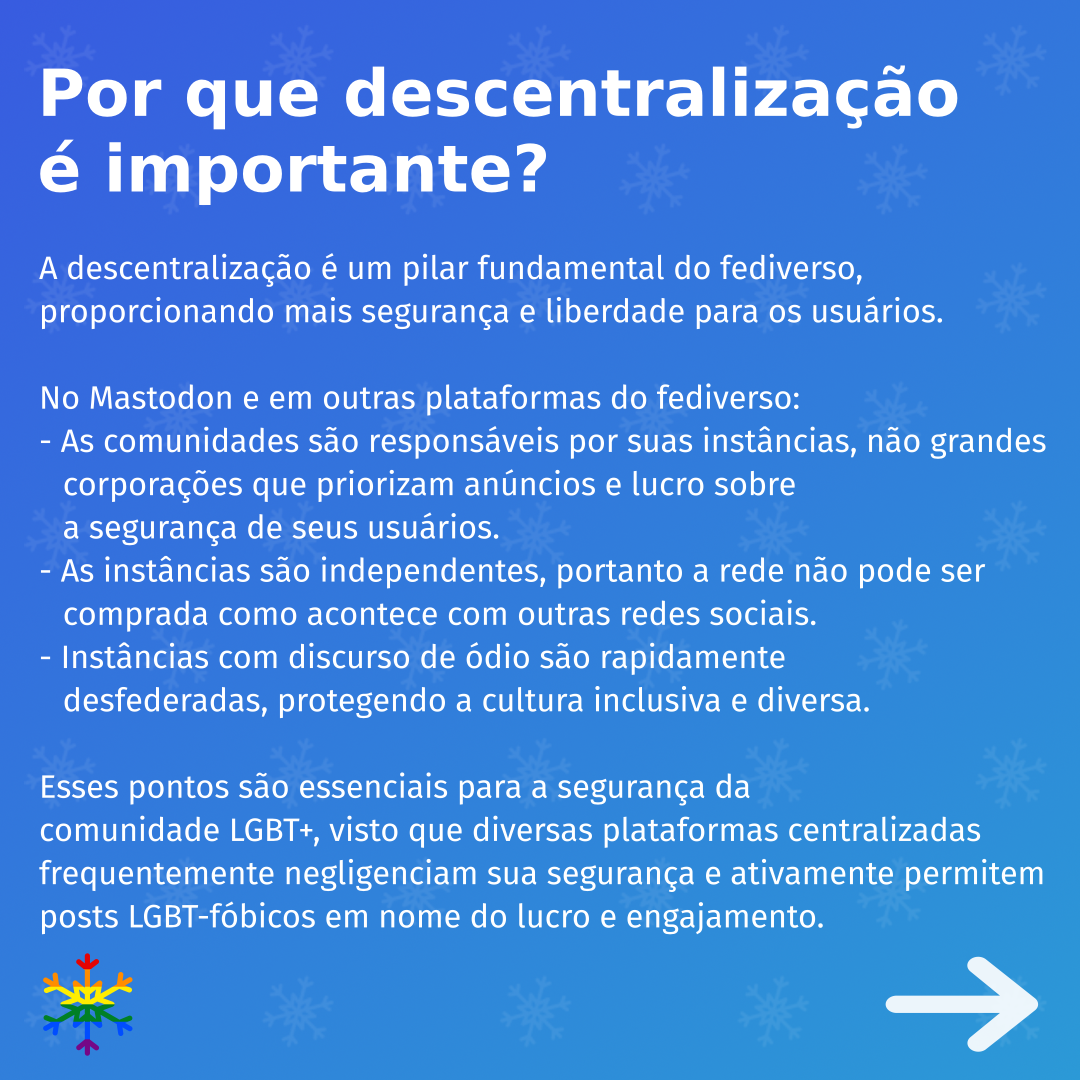 Por que descentralização
é importante?
A descentralização é um pilar fundamental do fediverso,
proporcionando mais segurança e liberdade para os usuários.
No Mastodon e em outras plataformas do fediverso:
- As comunidades são responsáveis por suas instâncias, não grandes
corporações que priorizam anúncios e lucro sobre
a segurança de seus usuários.
- As instâncias são independentes, portanto a rede não pode ser
comprada como acontece com outras redes sociais.
- Instâncias com discurso de ódio são rapidamente
desfederadas, protegendo a cultura inclusiva e diversa.
Esses pontos são essenciais para a segurança da
comunidade LGBT+, visto que diversas plataformas centralizadas
frequentemente negligenciam sua segurança e ativamente permitem
posts LGBT-fóbicos em nome do lucro e engajamento.